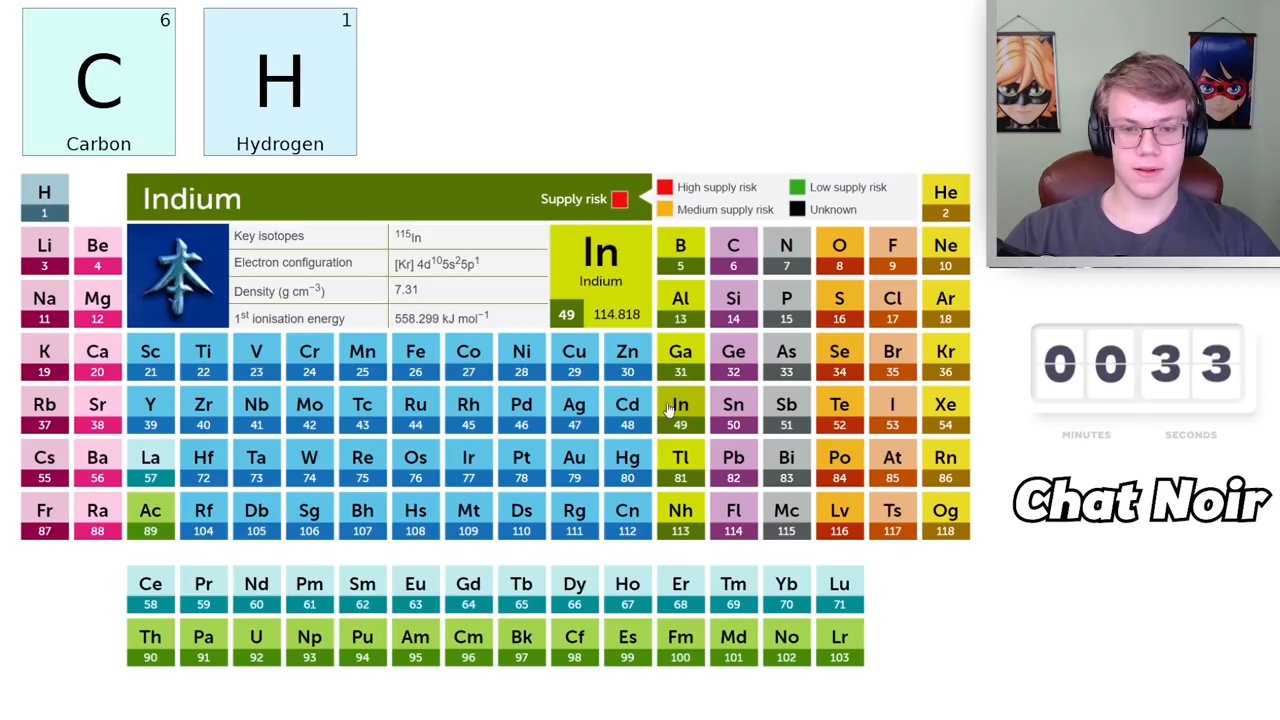 6
C
Carbon
1
H
Hydrogen
Indium
Supply risk
High supply risk
Low supply risk
Medium supply risk
Unknown
Key isotopes
¹¹⁵In
Electron configuration
[Kr] 4d¹⁰5s²5p¹
Density (g cm⁻³)
7.31
1ˢᵗ ionisation energy
558.299 kJ mol⁻¹
In
Indium
49 114.818
H He
1 2
Li Be B C N O F Ne
3 4 5 6 7 8 9 10
Na Mg Al Si P S Cl Ar
11 12 13 14 15 16 17 18
K Ca Sc Ti V Cr Mn Fe Co Ni Cu Zn Ga Ge As Se Br Kr
19 20 21 22 23 24 25 26 27 28 29 30 31 32 33 34 35 36
Rb Sr Y Zr Nb Mo Tc Ru Rh Pd Ag Cd In Sn Sb Te I Xe
37 38 39 40 41 42 43 44 45 46 47 48 49 50 51 52 53 54
Cs Ba La Hf Ta W Re Os Ir Pt Au Hg Tl Pb Bi Po At Rn
55 56 57 72 73 74 75 76 77 78 79 80 81 82 83 84 85 86
Fr Ra Ac Rf Db Sg Bh Hs Mt Ds Rg Cn Nh Fl Mc Lv Ts Og
87 88 89 104 105 106 107 108 109 110 111 112 113 114 115 116 117 118
Ce Pr Nd Pm Sm Eu Gd Tb Dy Ho Er Tm Yb Lu
58 59 60 61 62 63 64 65 66 67 68 69 70 71
Th Pa U Np Pu Am Cm Bk Cf Es Fm Md No Lr
90 91 92 93 94 95 96 97 98 99 100 101 102 103
0 0 3 3
MINUTES SECONDS
Chat Noir